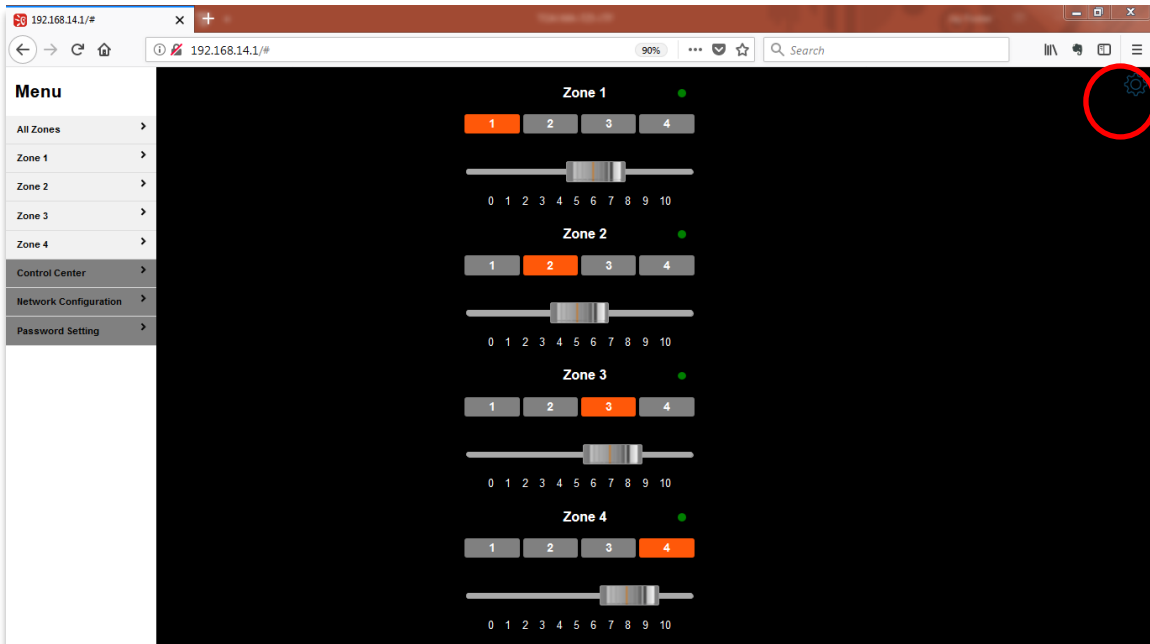 192.168.14.1/#
192.168.14.1/#
90%
Search
Menu
All Zones
Zone 1
Zone 2
Zone 3
Zone 4
Control Center
Network Configuration
Password Setting
Zone 1
1 2 3 4
0 1 2 3 4 5 6 7 8 9 10
Zone 2
1 2 3 4
0 1 2 3 4 5 6 7 8 9 10
Zone 3
1 2 3 4
0 1 2 3 4 5 6 7 8 9 10
Zone 4
1 2 3 4
0 1 2 3 4 5 6 7 8 9 10